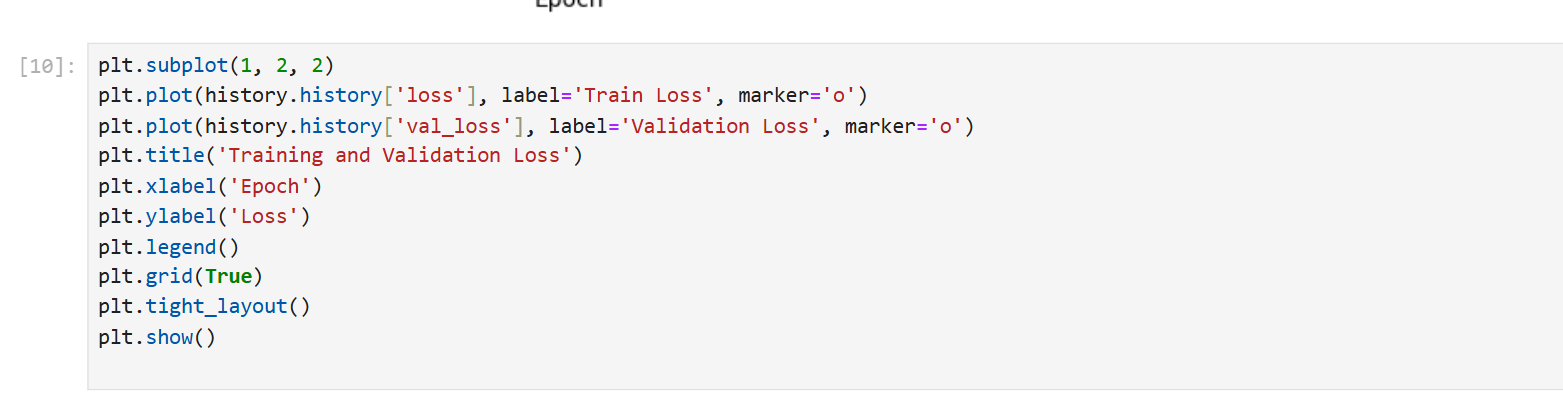 Epoch
[10]:
plt.subplot(1, 2, 2)
plt.plot(history.history['loss'], label='Train Loss', marker='o')
plt.plot(history.history['val_loss'], label='Validation Loss', marker='o')
plt.title('Training and Validation Loss')
plt.xlabel('Epoch')
plt.ylabel('Loss')
plt.legend()
plt.grid(True)
plt.tight_layout()
plt.show()